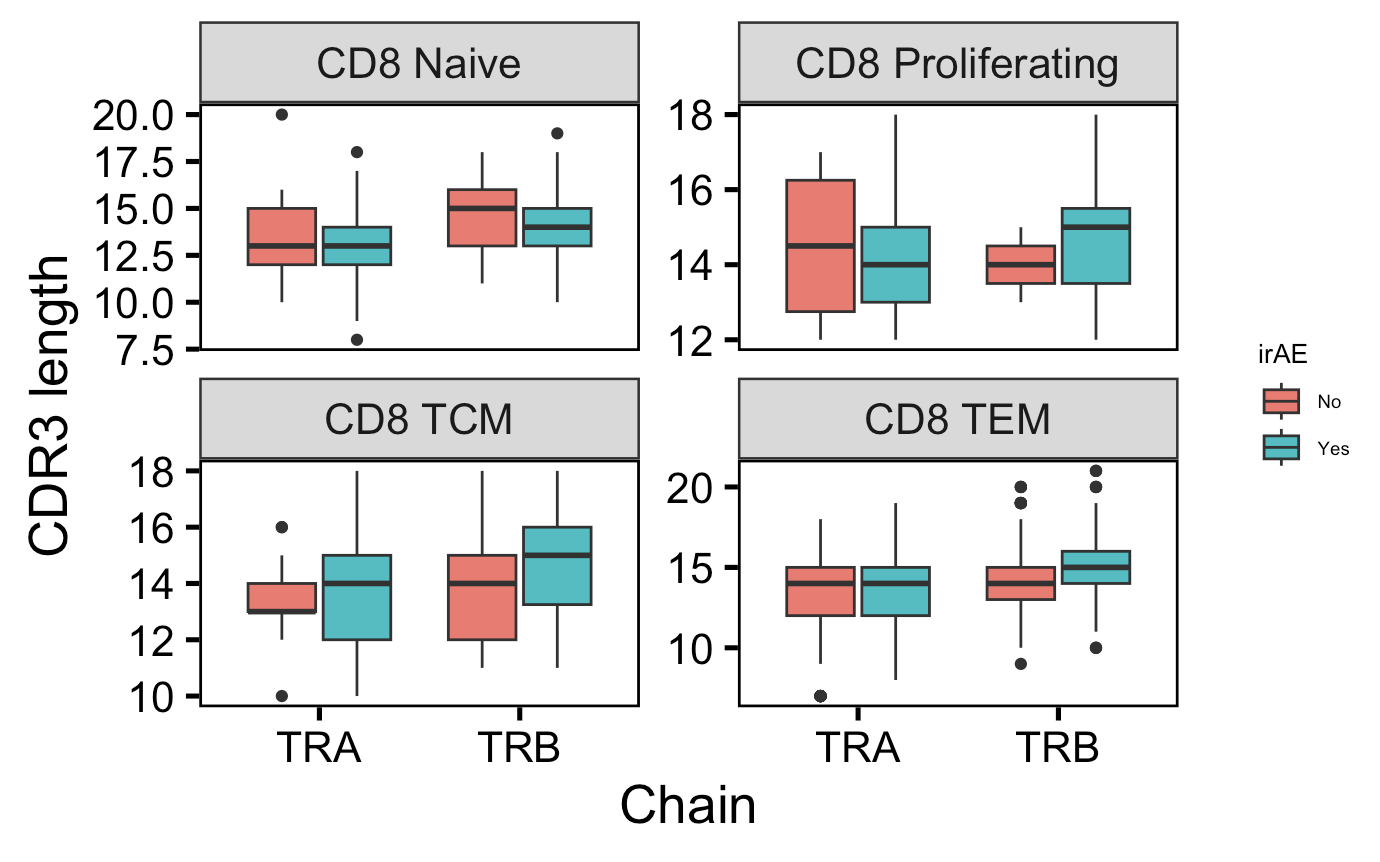 CD8 Naive
CD8 Proliferating
20.0
17.5
15.0
12.5
10.0
7.5
18
16
14
12
CDR3 length
irAE
No
Yes
CD8 TCM
CD8 TEM
18
16
14
12
10
20
15
10
TRA
TRB
TRA
TRB
Chain